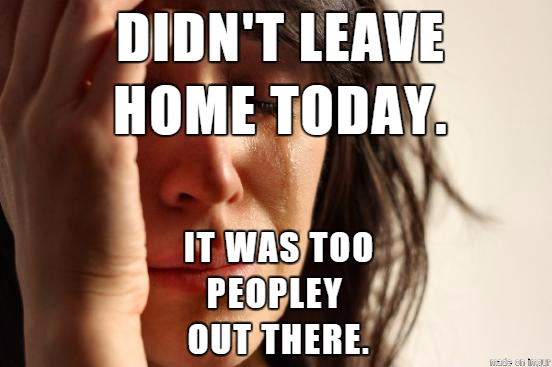 DIDN'T LEAVE
HOME TODAY.
IT WAS TOO
PEOPLEY
OUT THERE.
made on imgur